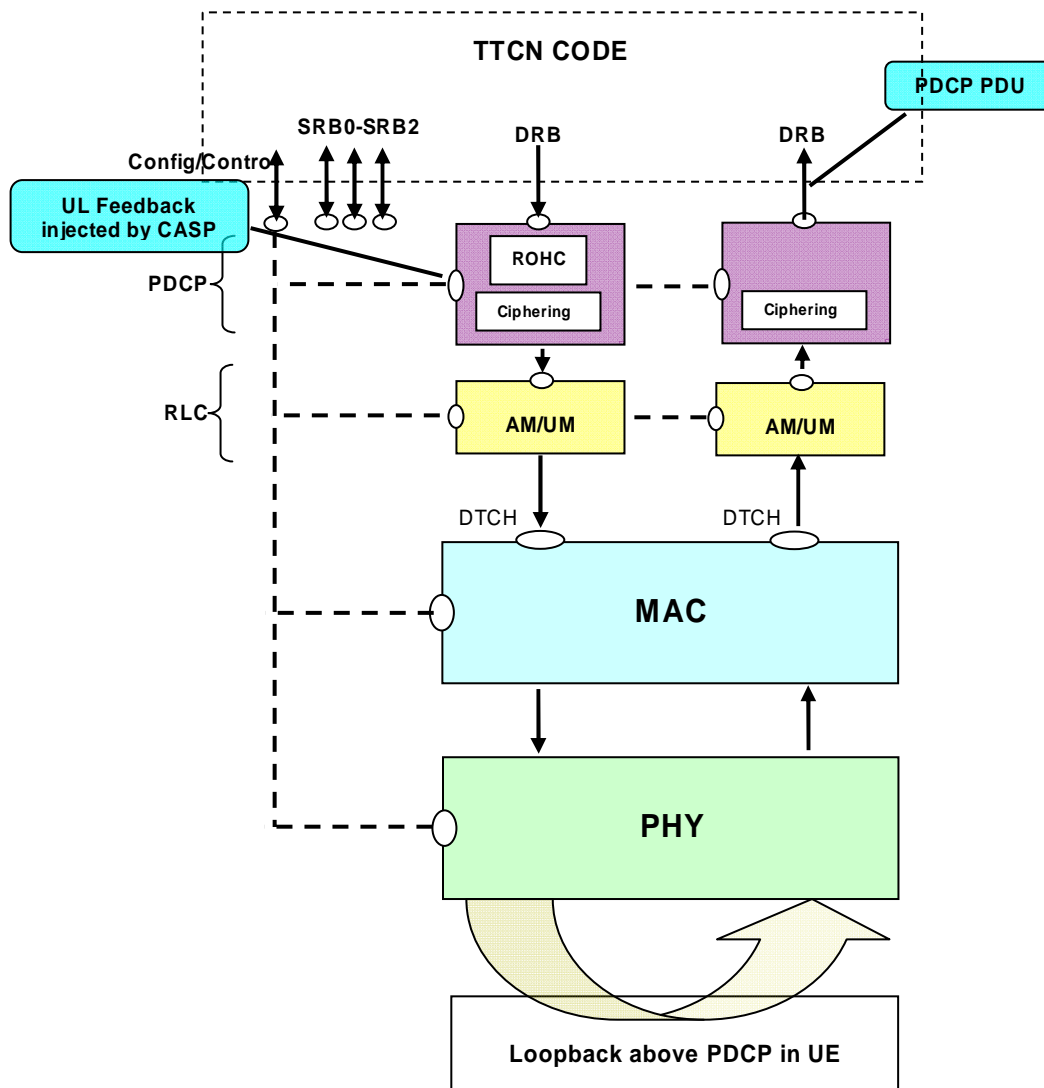 TTCN CODE
PDCP PDU
SRB0-SRB2
DRB
DRB
Config/Contro
UL Feedback
injected by CASP
ROHC
PDCP
Ciphering
Ciphering
RLC
AM/UM
AM/UM
DTCH
DTCH
MAC
PHY
Loopback above PDCP in UE